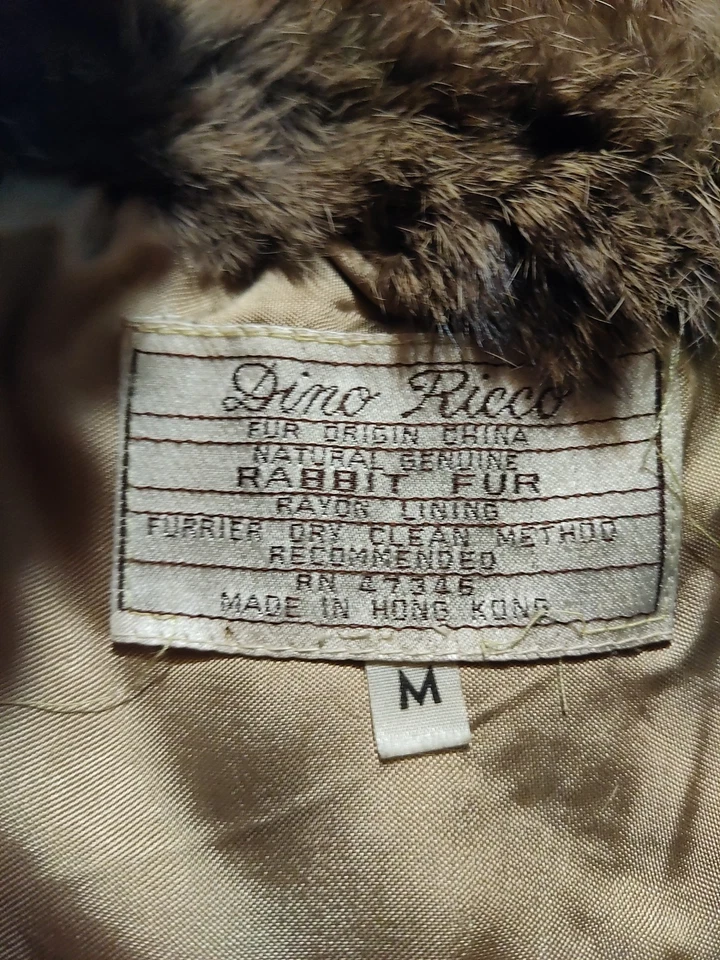 Dino Ricco
FUR ORIGIN CHINA
NATURAL GENUINE
RABBIT FUR
RAYON LINING
FURRIER DRY CLEAN METHOD
RECOMMENDED
RN 47346
MADE IN HONG KONG
M